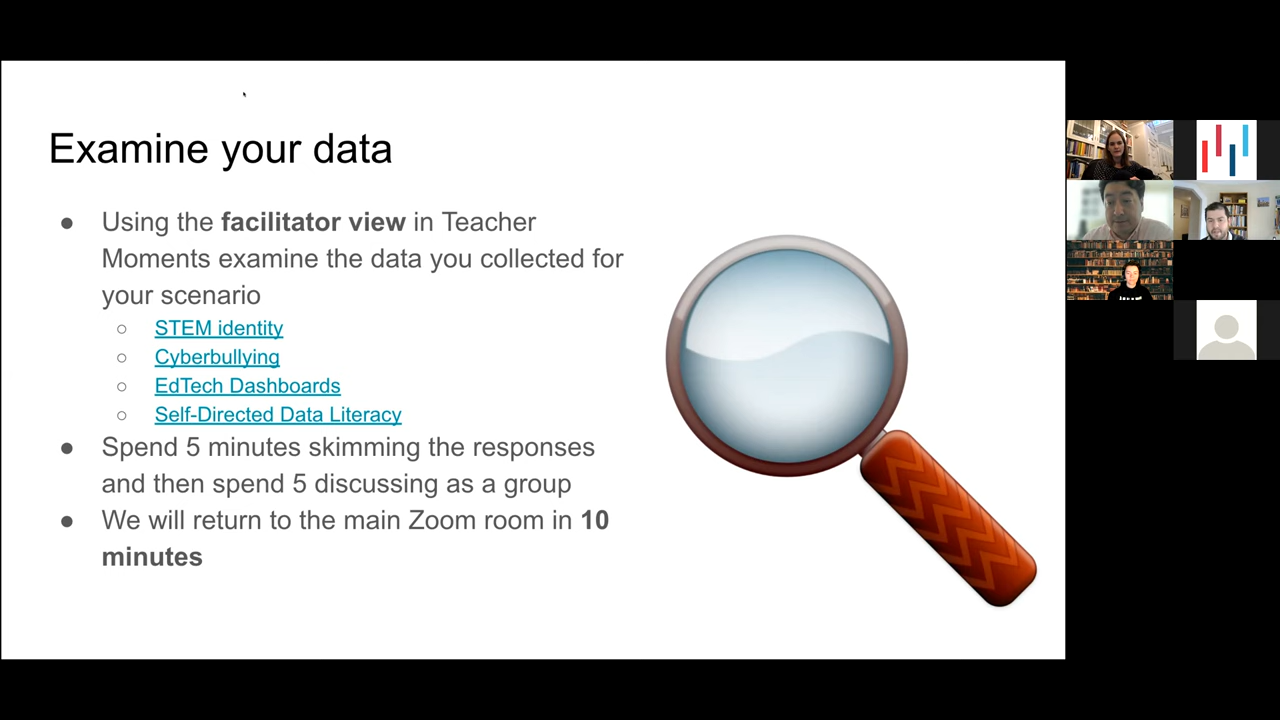 Examine your data
● Using the facilitator view in Teacher
Moments examine the data you collected for
your scenario
○ STEM identity
○ Cyberbullying
○ EdTech Dashboards
○ Self-Directed Data Literacy
● Spend 5 minutes skimming the responses
and then spend 5 discussing as a group
● We will return to the main Zoom room in 10
minutes